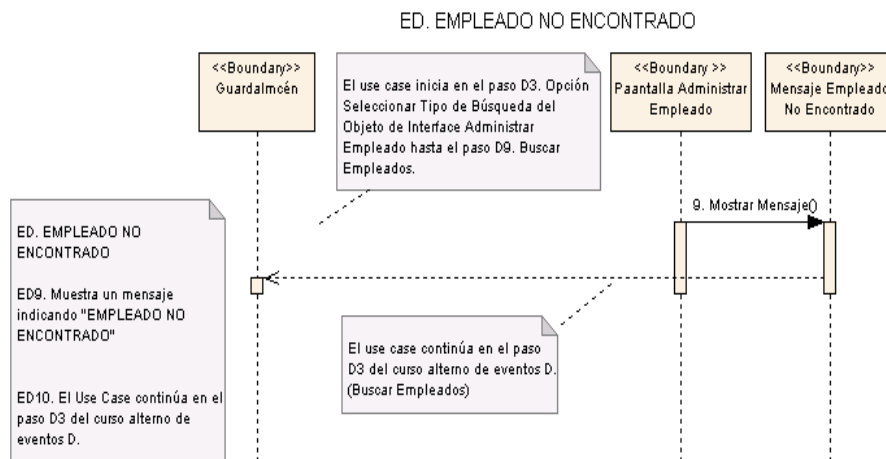 ED. EMPLEADO NO ENCONTRADO
<<Boundary>>
Guardalmcén
El use case inicia en el paso D3. Opción
Seleccionar Tipo de Búsqueda del
Objeto de Interface Administrar
Empleado hasta el paso D9. Buscar
Empleados.
<<Boundary >>
Paantalla Administrar
Empleado
<<Boundary>>
Mensaje Empleado
No Encontrado
9. Mostrar Mensaje()
ED. EMPLEADO NO
ENCONTRADO
ED9. Muestra un mensaje
indicando "EMPLEADO NO
ENCONTRADO"
ED10. El Use Case continúa en el
paso D3 del curso alterno de
eventos D.
El use case continúa en el paso
D3 del curso alterno de eventos D.
(Buscar Empleados)